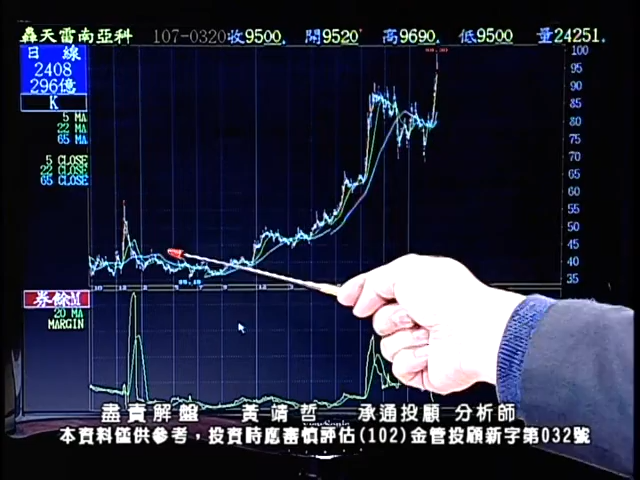 轟天雷南亞科 107-0320收9500. 開9520 高9690. 低9500 量24251.
日線
2408
296億
K
5 MA
22 MA
65 MA
5 CLOSE
22 CLOSE
65 CLOSE
100
95
90
85
80
75
70
65
60
55
50
45
40
35
券餘M
20 MA
MARGIN
盡責解盤 黃靖哲 承通投顧 分析師
ViewSonic
本資料僅供參考，投資時應審慎評估(102)金管投顧新字第032號